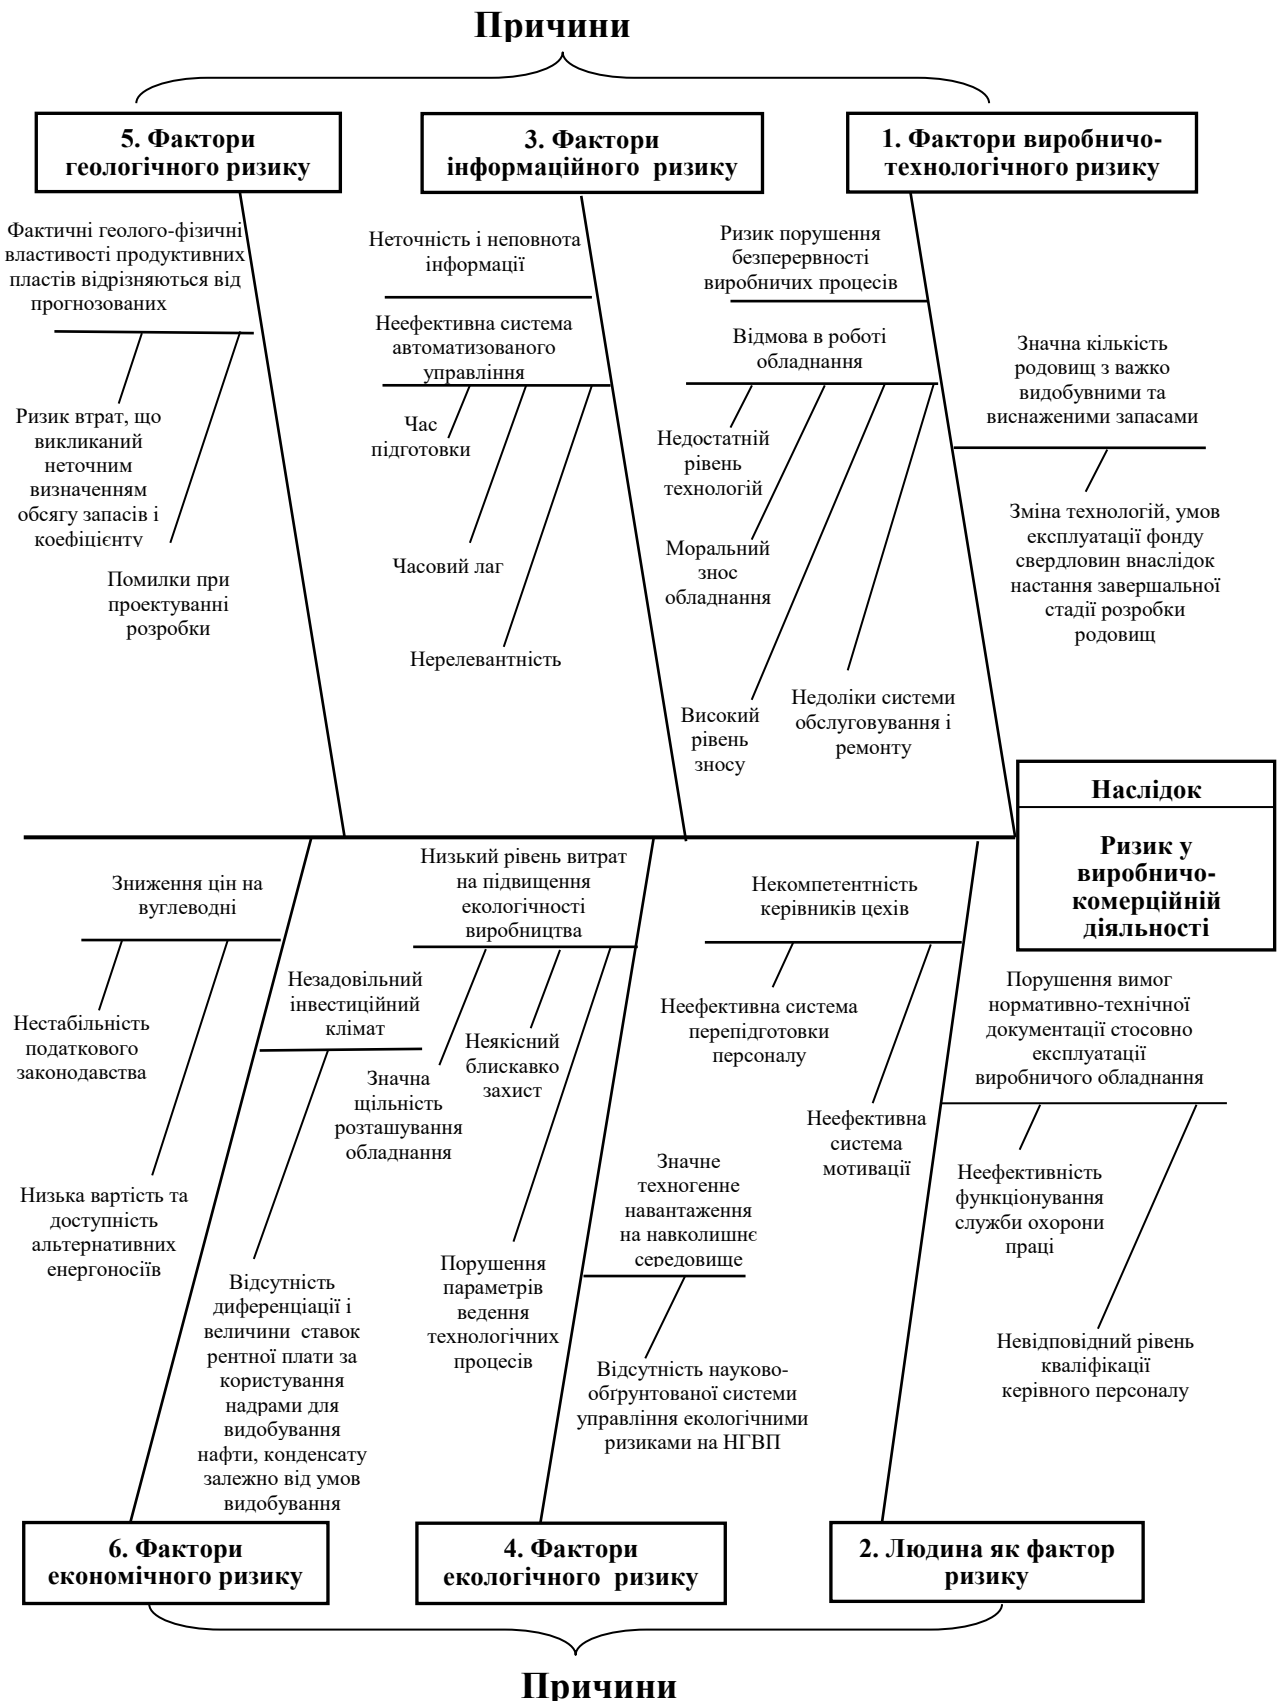 Причини
5. Фактори
геологічного ризику
3. Фактори
інформаційного ризику
1. Фактори виробничо-
технологічного ризику
Фактичні геолого-фізичні
властивості продуктивних
пластів відрізняються від
прогнозованих
Ризик втрат, що
викликаний
неточним
визначенням
обсягу запасів і
коефіцієнту
Помилки при
проектуванні
розробки
Неточність і неповнота
інформації
Неефективна система
автоматизованого
управління
Час
підготовки
Часовий лаг
Нерелевантність
Ризик порушення
безперервності
виробничих процесів
Відмова в роботі
обладнання
Недостатній
рівень
технологій
Моральний
знос
обладнання
Високий
рівень
зносу
Недоліки системи
обслуговування і
ремонту
Значна кількість
родовищ з важко
видобувними та
виснаженими запасами
Зміна технологій, умов
експлуатації фонду
свердловин внаслідок
настання завершальної
стадії розробки
родовищ
Наслідок
Ризик у
виробничо-
комерційній
діяльності
Зниження цін на
вуглеводні
Нестабільність
податкового
законодавства
Низька вартість та
доступність
альтернативних
енергоносіїв
Незадовільний
інвестиційний
клімат
Відсутність
диференціації і
величини ставок
рентної плати за
користування
надрами для
видобування
нафти, конденсату
залежно від умов
видобування
Низький рівень витрат
на підвищення
екологічності
виробництва
Значна
щільність
розташування
обладнання
Неякісний
блискавко
захист
Порушення
параметрів
ведення
технологічних
процесів
Значне
техногенне
навантаження
на навколишнє
середовище
Відсутність науково-
обґрунтованої системи
управління екологічними
ризиками на НГВП
Некомпетентність
керівників цехів
Неефективна система
перепідготовки
персоналу
Неефективна
система
мотивації
Порушення вимог
нормативно-технічної
документації стосовно
експлуатації
виробничого обладнання
Неефективність
функціонування
служби охорони
праці
Невідповідний рівень
кваліфікації
керівного персоналу
6. Фактори
економічного ризику
4. Фактори
екологічного ризику
2. Людина як фактор
ризику
Причини